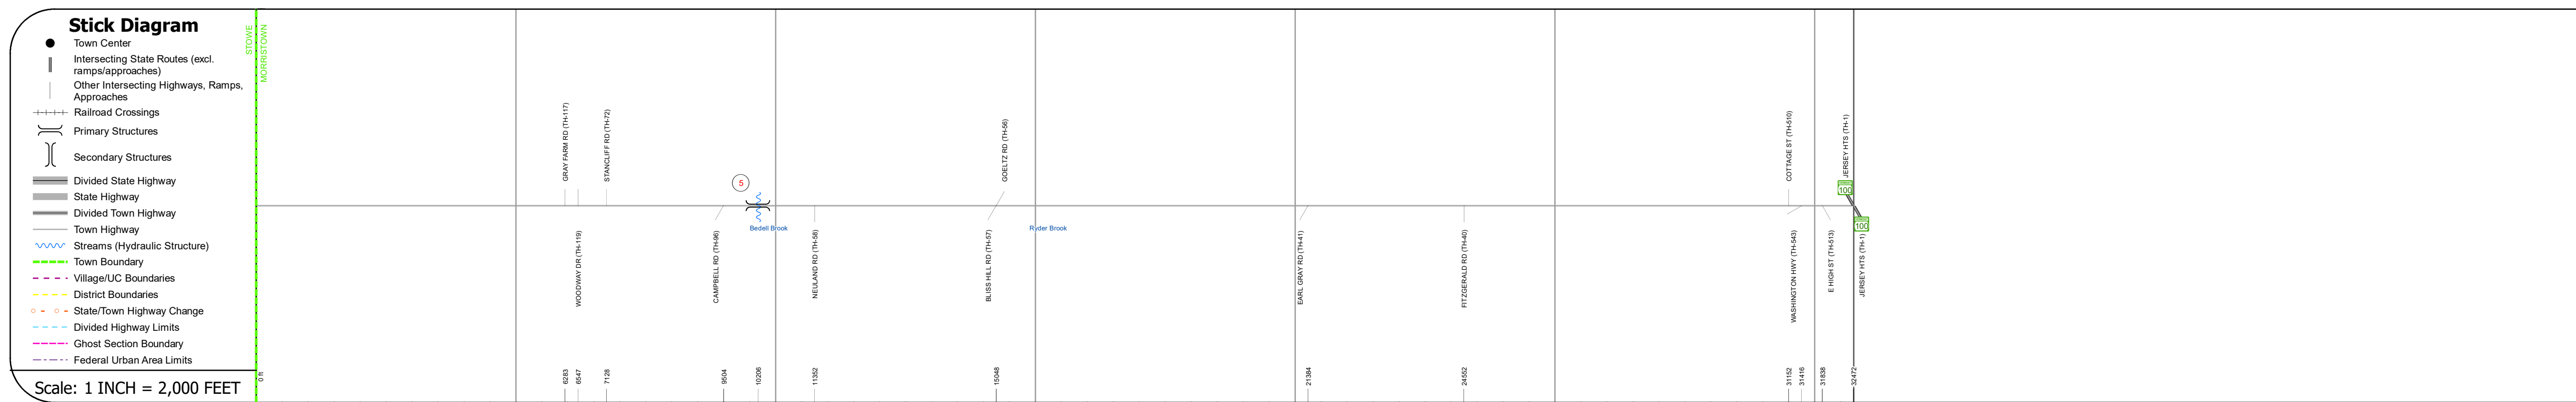 Stick Diagram
Town Center
Intersecting State Routes (excl.
ramps/approaches)
Other Intersecting Highways, Ramps,
Approaches
Railroad Crossings
Primary Structures
Secondary Structures
Divided State Highway
State Highway
Divided Town Highway
Town Highway
Streams (Hydraulic Structure)
Town Boundary
Village/UC Boundaries
District Boundaries
State/Town Highway Change
Divided Highway Limits
Ghost Section Boundary
Federal Urban Area Limits
Scale: 1 INCH = 2,000 FEET
STOWE
MORRISTOWN
GRAY FARM RD (TH-117)
STANCLIFF RD (TH-72)
GOELTZ RD (TH-56)
COTTAGE ST (TH-510)
JERSEY HTS (TH-1)
5
100
100
Bedell Brook
Ryder Brook
WOODWAY DR (TH-119)
CAMPBELL RD (TH-96)
NEULAND RD (TH-58)
BLISS HILL RD (TH-57)
EARL GRAY RD (TH-41)
FITZGERALD RD (TH-40)
WASHINGTON HWY (TH-543)
E HIGH ST (TH-513)
JERSEY HTS (TH-1)
0 ft
6283
6547
7128
9504
10206
11352
15048
21384
24552
31152
31416
31838
32472